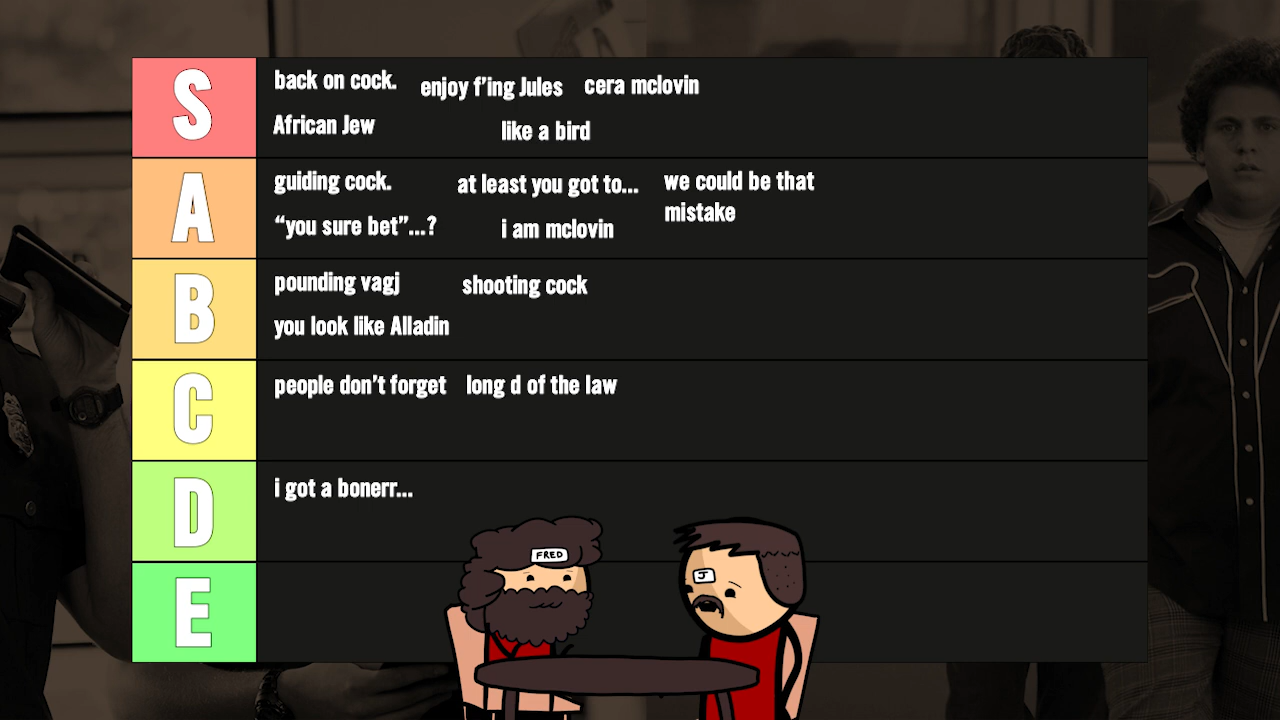 S
back on cock. enjoy f'ing Jules cera mclovin
African Jew like a bird
A
guiding cock. at least you got to... we could be that
mistake
“you sure bet”...? i am mclovin
B
pounding vagj shooting cock
you look like Alladin
C
people don't forget long d of the law
D
i got a bonerr...
FRED
J
E